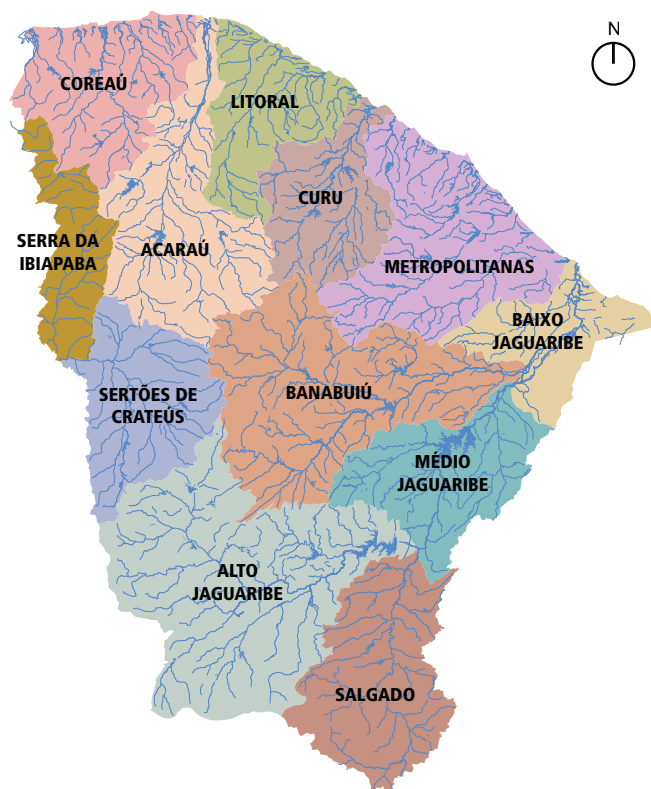 N
COREAÚ
LITORAL
CURU
SERRA DA
IBIAPABA
ACARAÚ
METROPOLITANAS
BAIXO
JAGUARIBE
SERTÕES DE
CRATEÚS
BANABUIÚ
MÉDIO
JAGUARIBE
ALTO
JAGUARIBE
SALGADO